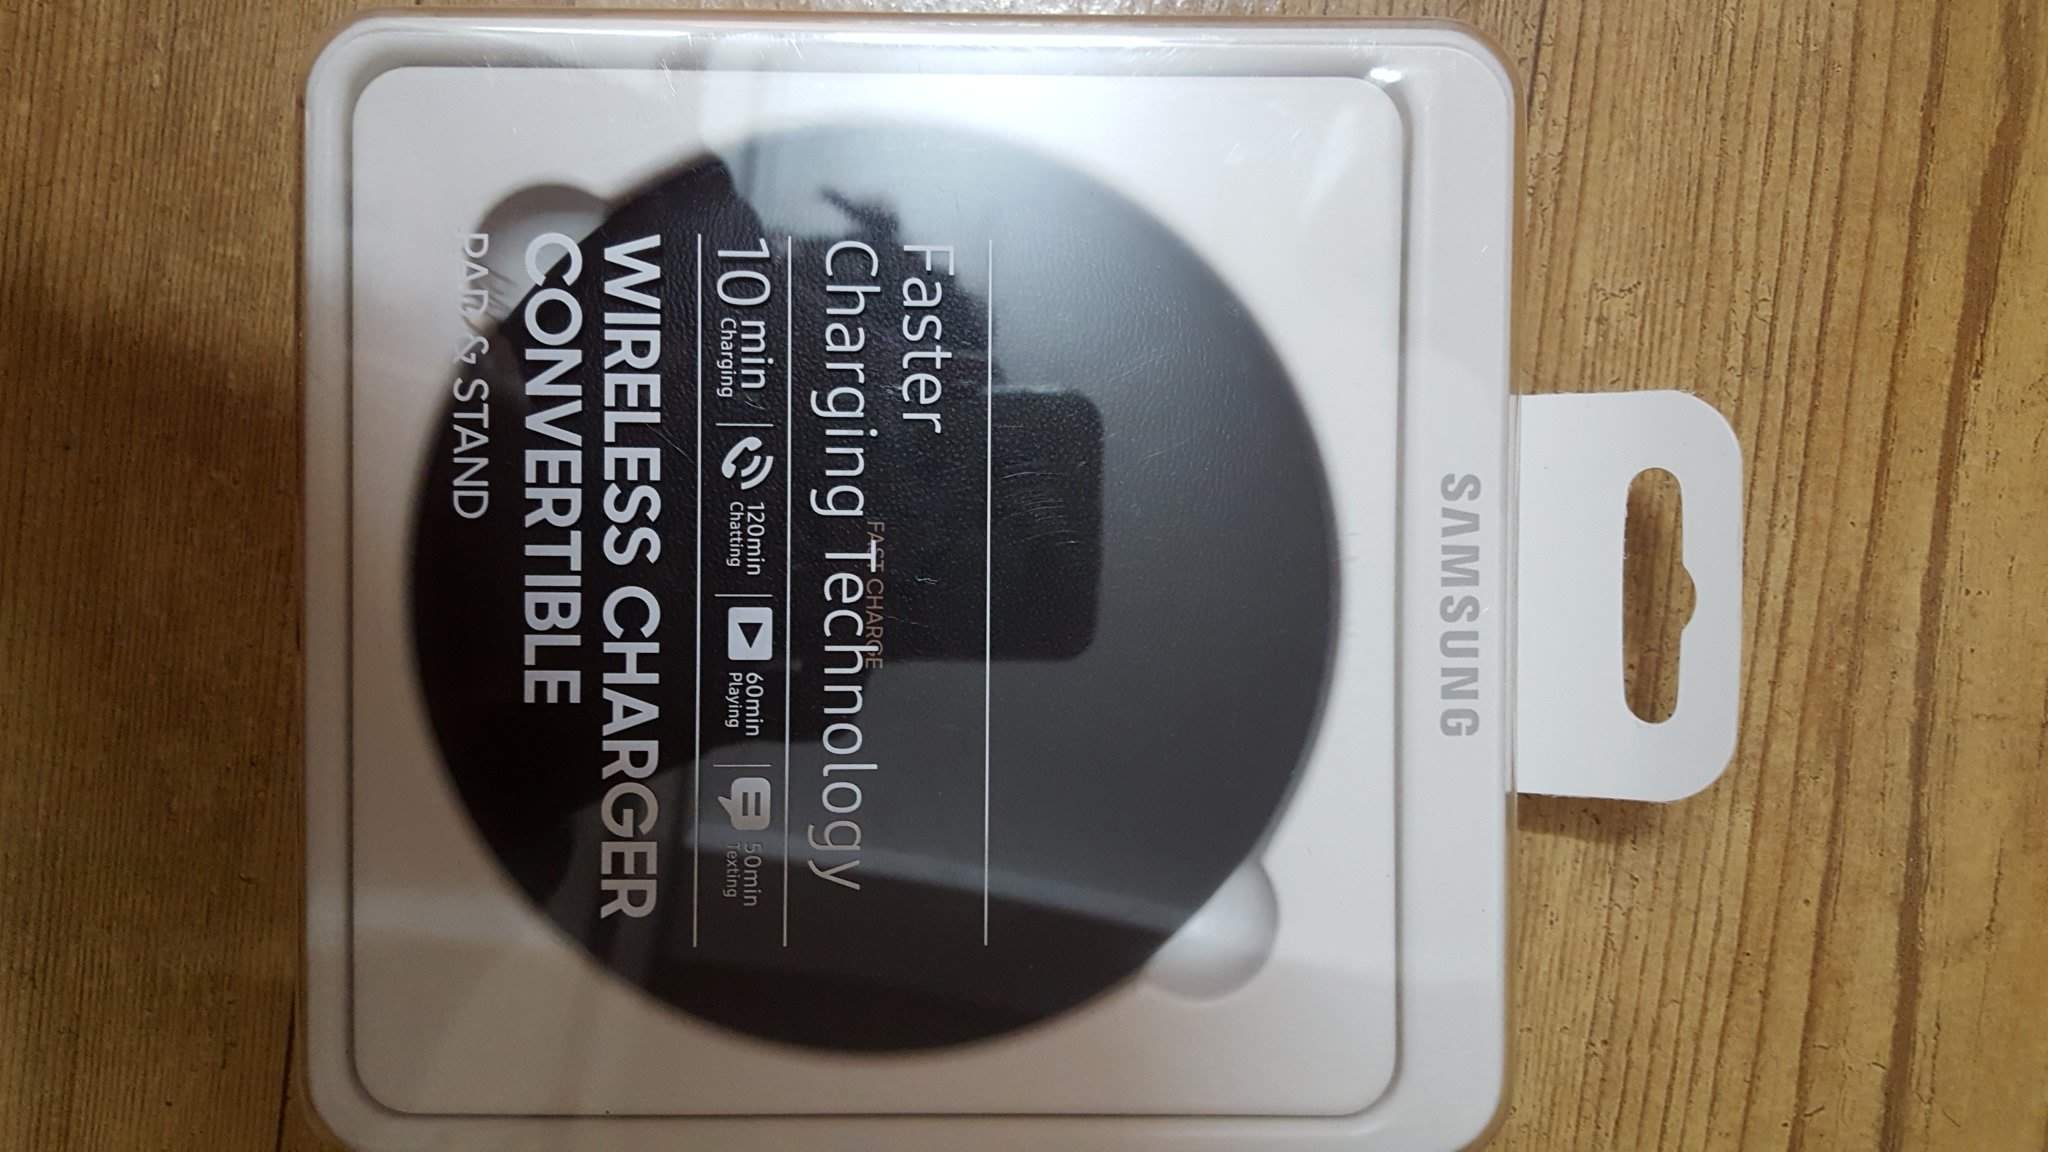 SAMSUNG
Faster
Charging Technology
FAST CHARGE
10 min
Charging
120min
Chatting
60min
Playing
50min
Texting
WIRELESS CHARGER
CONVERTIBLE
PAD & STAND